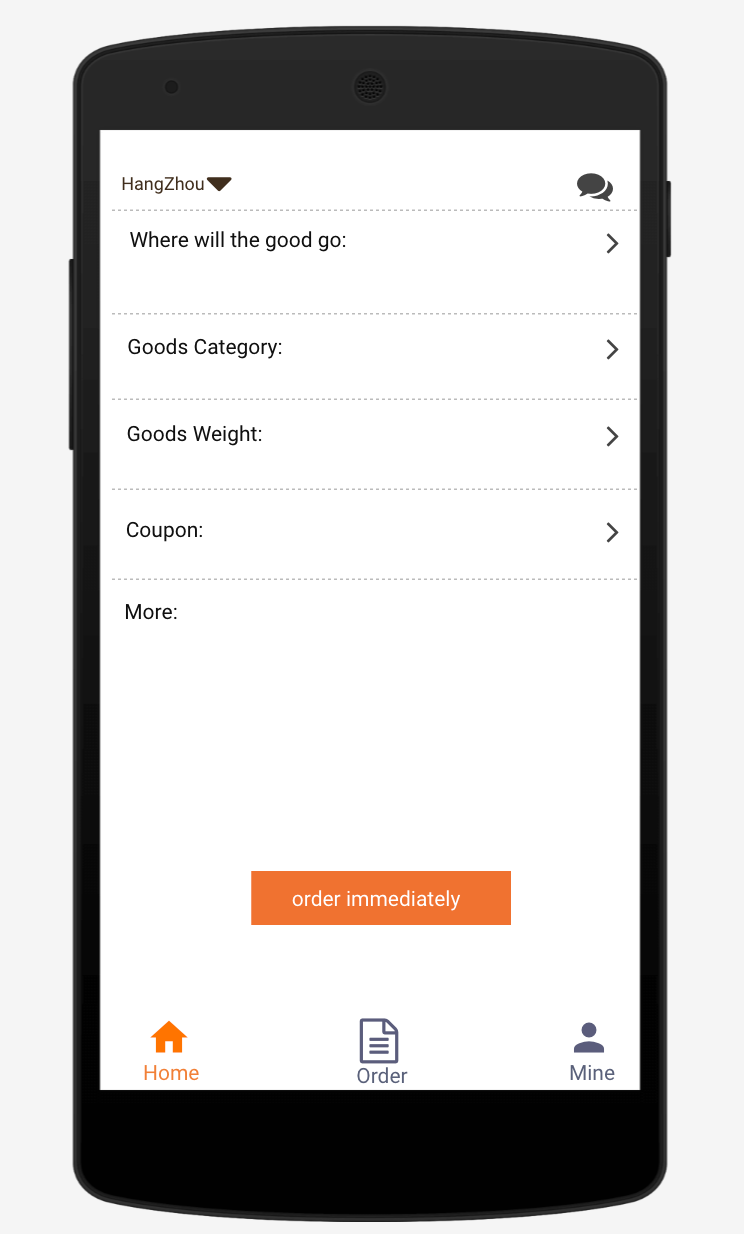 HangZhou
Where will the good go:
Goods Category:
Goods Weight:
Coupon:
More:
order immediately
Home
Order
Mine